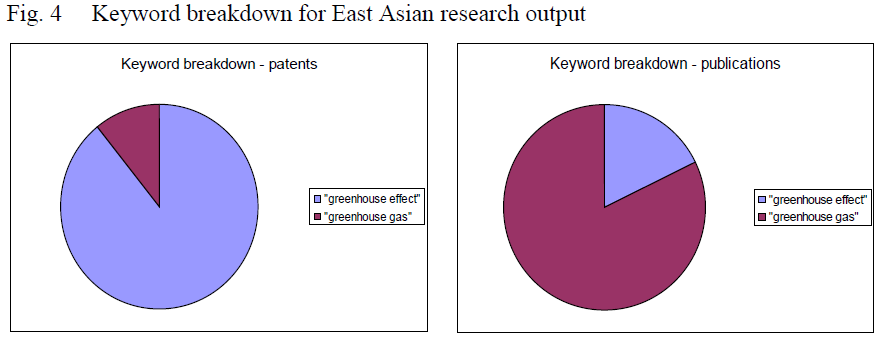 Fig. 4 Keyword breakdown for East Asian research output
Keyword breakdown - patents
"greenhouse effect"
"greenhouse gas"
Keyword breakdown - publications
"greenhouse effect"
"greenhouse gas"